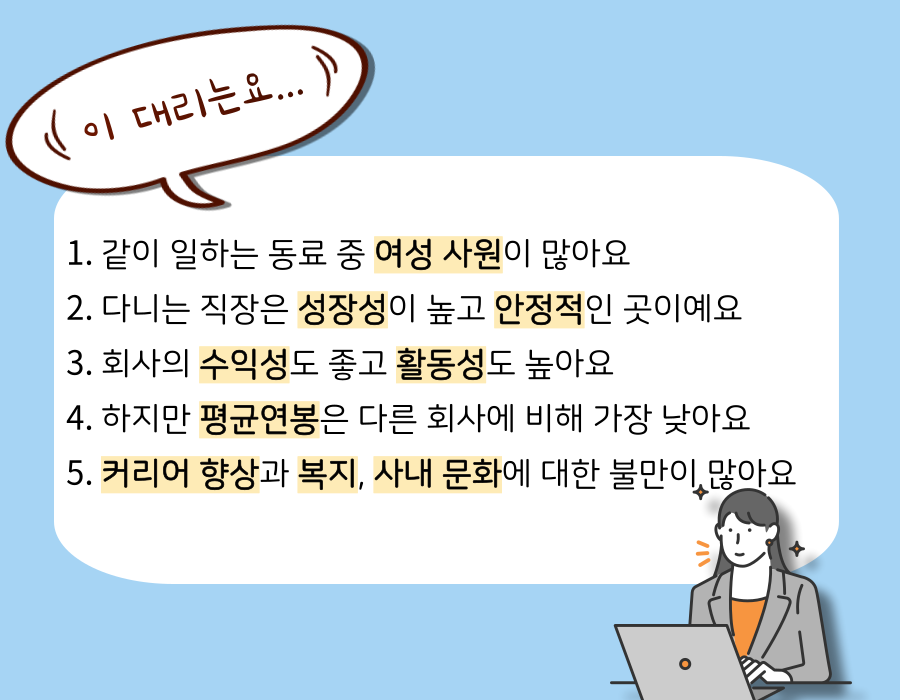 이 대리는요...
1. 같이 일하는 동료 중 여성 사원이 많아요
2. 다니는 직장은 성장성이 높고 안정적인 곳이예요
3. 회사의 수익성도 좋고 활동성도 높아요
4. 하지만 평균연봉은 다른 회사에 비해 가장 낮아요
5. 커리어 향상과 복지, 사내 문화에 대한 불만이 많아요